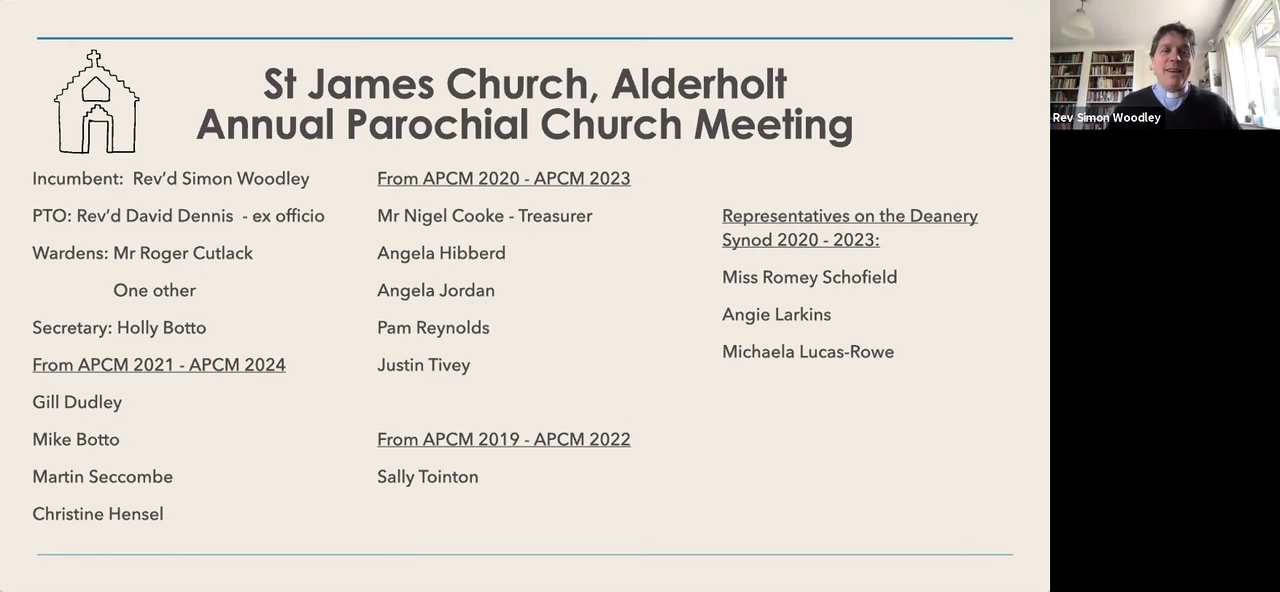 St James Church, Alderholt
Annual Parochial Church Meeting
Incumbent: Rev'd Simon Woodley
PTO: Rev'd David Dennis - ex officio
Wardens: Mr Roger Cutlack
One other
Secretary: Holly Botto
From APCM 2021 - APCM 2024
Gill Dudley
Mike Botto
Martin Seccombe
Christine Hensel
From APCM 2020 - APCM 2023
Mr Nigel Cooke - Treasurer
Angela Hibberd
Angela Jordan
Pam Reynolds
Justin Tivey
From APCM 2019 - APCM 2022
Sally Tointon
Representatives on the Deanery
Synod 2020 - 2023:
Miss Romey Schofield
Angie Larkins
Michaela Lucas-Rowe
Rev Simon Woodley